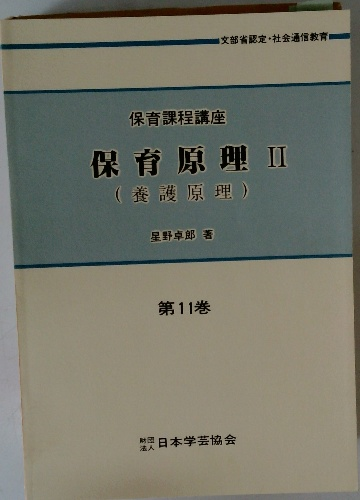 文部省認定・社会通信教育
保育課程講座
保育原理 II
(養護原理)
星野卓郎 著
第11巻
財団法人 日本学芸協会